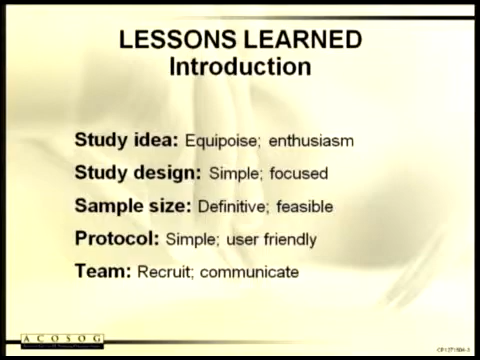 LESSONS LEARNED
Introduction
Study idea: Equipoise; enthusiasm
Study design: Simple; focused
Sample size: Definitive; feasible
Protocol: Simple; user friendly
Team: Recruit; communicate
ACOSOG